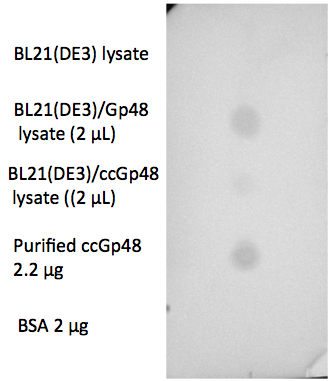 BL21(DE3) lysate
BL21(DE3)/Gp48
lysate (2 µL)
BL21(DE3)/ccGp48
lysate ((2 µL)
Purified ccGp48
2.2 µg
BSA 2 µg